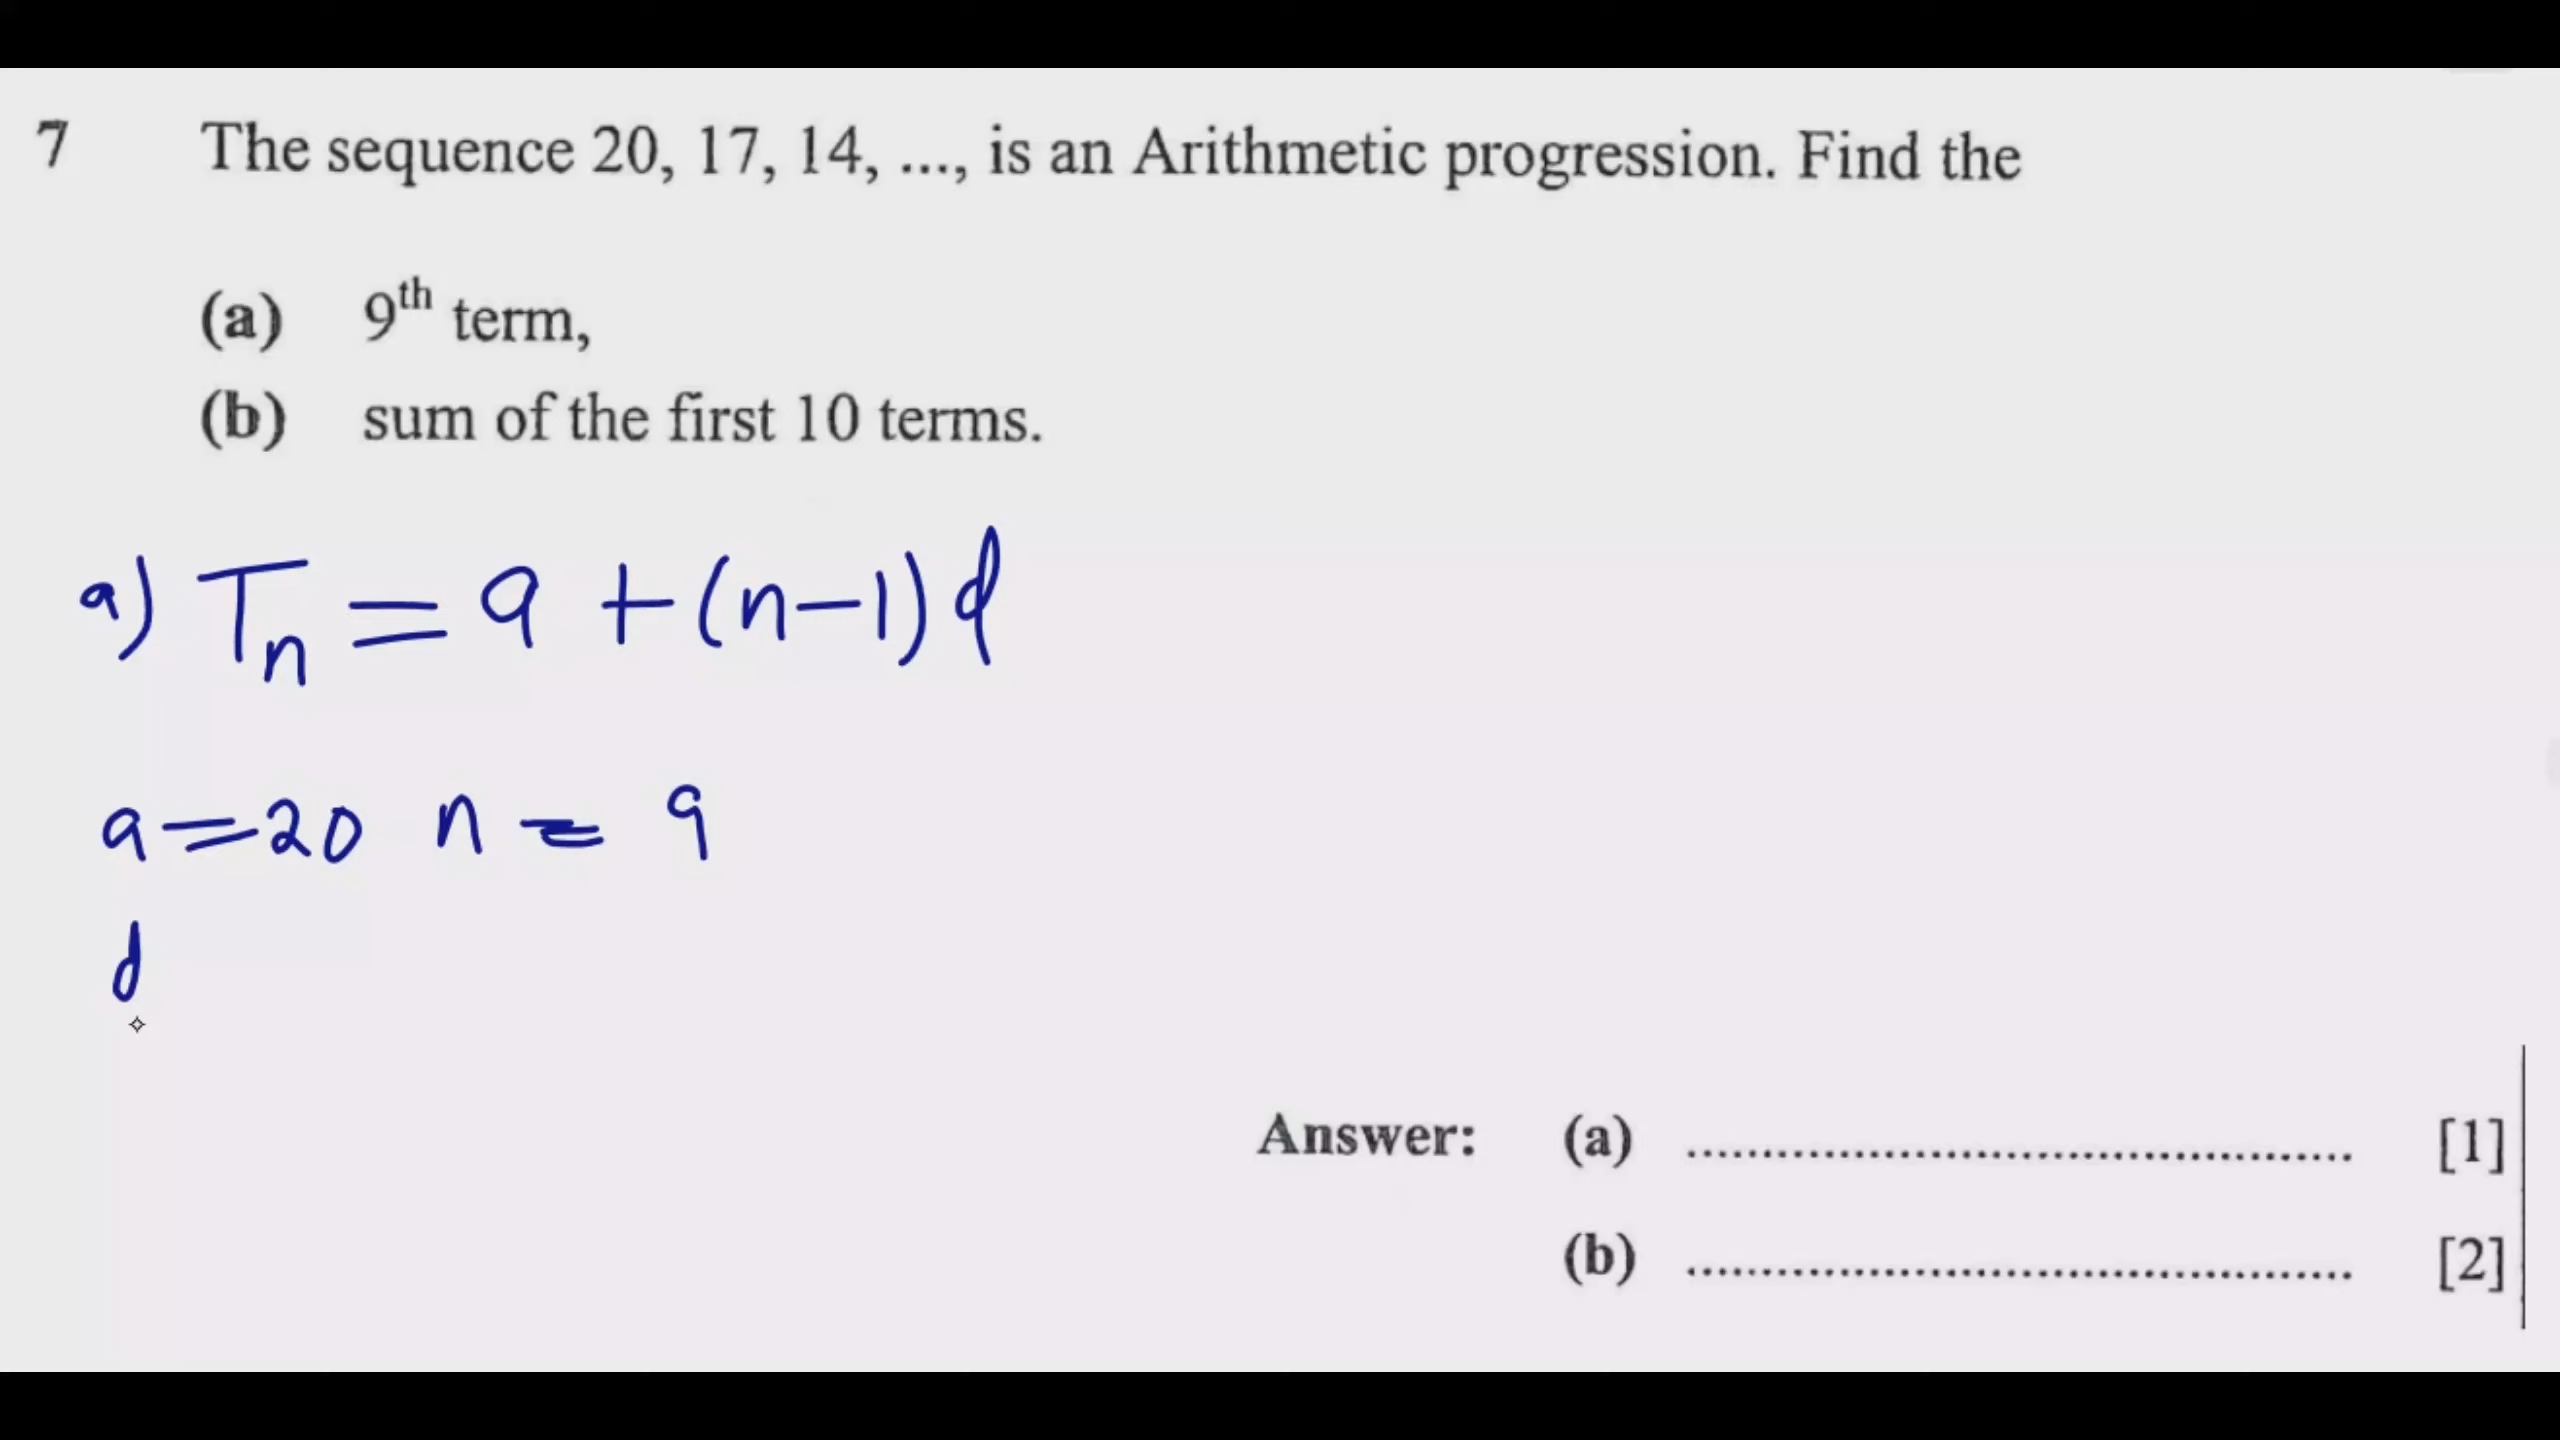 7 The sequence 20, 17, 14, ..., is an Arithmetic progression. Find the
(a) 9th term,
(b) sum of the first 10 terms.
a) Tn = a + (n-1)d
a = 20 n = 9
d
Answer: (a) ............................................. [1]
(b) ............................................. [2]